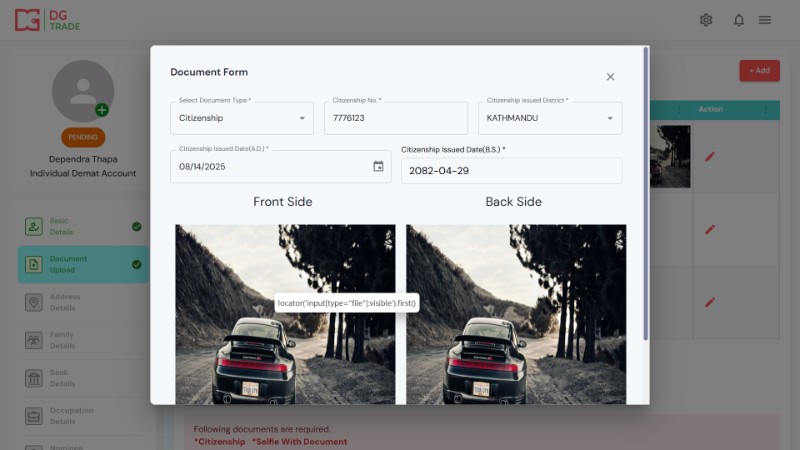 DG
TRADE
+ Add
Action
PENDING
Dependra Thapa
Individual Demat Account
Basic
Details
Document
Upload
Address
Details
Family
Details
Bank
Details
Occupation
Details
Nominee
Document Form
Select Document Type *
Citizenship
Citizenship No. *
7776123
Citizenship Issued District *
KATHMANDU
Citizenship Issued Date(A.D.) *
08/14/2025
Citizenship Issued Date(B.S.) *
2082-04-29
Front Side
Back Side
locator('input[type="file"]:visible').first()
Following documents are required.
*Citizenship *Selfie With Document